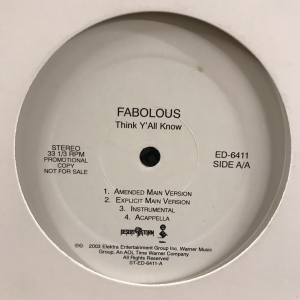 FABOLOUS
Think Y'All Know
STEREO
33 1/3 RPM
PROMOTIONAL
COPY
NOT FOR SALE
ED-6411
SIDE A/A
1. AMENDED MAIN VERSION
2. EXPLICIT MAIN VERSION
3. INSTRUMENTAL
4. ACAPPELLA
2003 Elektra Entertainment Group Inc. Warner Music
Group, An AOL Time Warner Company
All Rights Reserved
ST-ED-6411-A